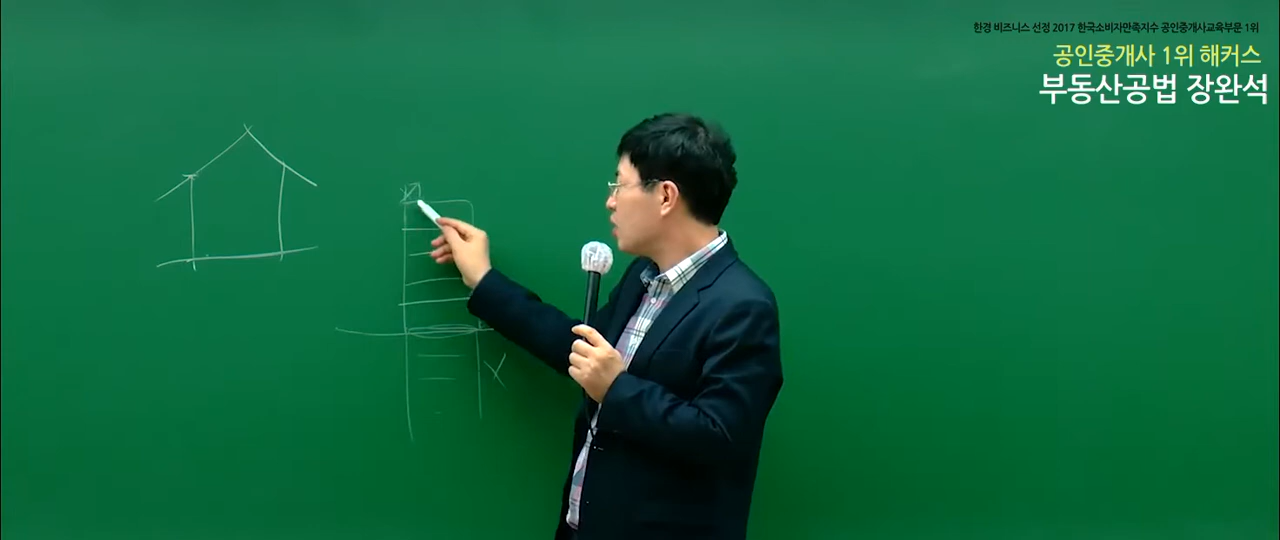 한경 비즈니스 선정 2017 한국소비자만족지수 공인중개사교육부문 1위
공인중개사 1위 해커스
부동산공법 장완석